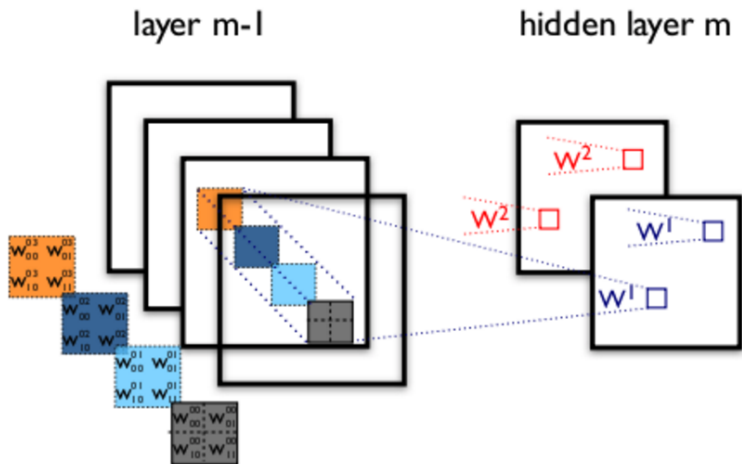 layer m-1
hidden layer m
W²
W²
W¹
W¹
W⁰³₀₀ W⁰³₀₁
W⁰³₁₀ W⁰³₁₁
W⁰²₀₀ W⁰²₀₁
W⁰²₁₀ W⁰²₁₁
W⁰¹₀₀ W⁰¹₀₁
W⁰¹₁₀ W⁰¹₁₁
W⁰⁰₀₀ W⁰⁰₀₁
W⁰⁰₁₀ W⁰⁰₁₁